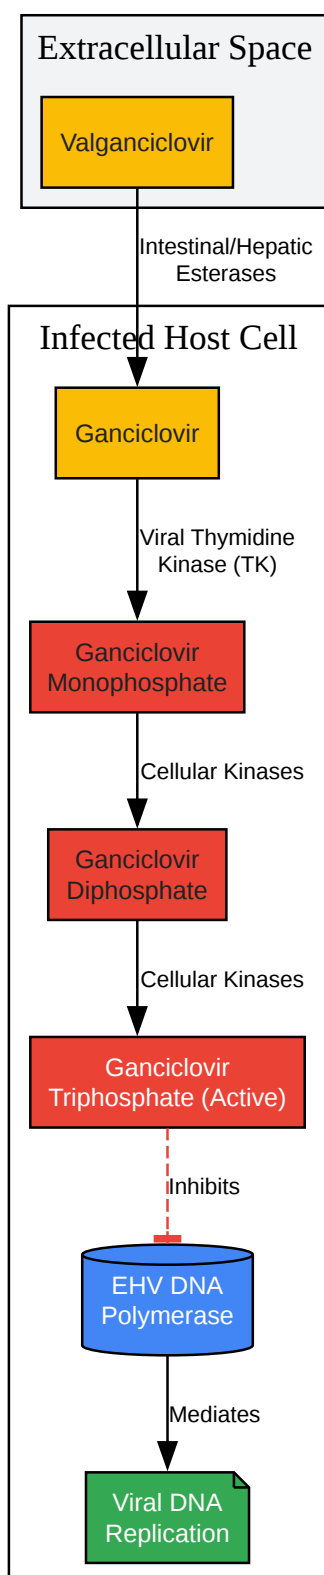 Extracellular Space
Valganciclovir
Intestinal/Hepatic
Esterases
Infected Host Cell
Ganciclovir
Viral Thymidine
Kinase (TK)
Ganciclovir
Monophosphate
Cellular Kinases
Ganciclovir
Diphosphate
Cellular Kinases
Ganciclovir
Triphosphate (Active)
Inhibits
EHV DNA
Polymerase
Mediates
Viral DNA
Replication